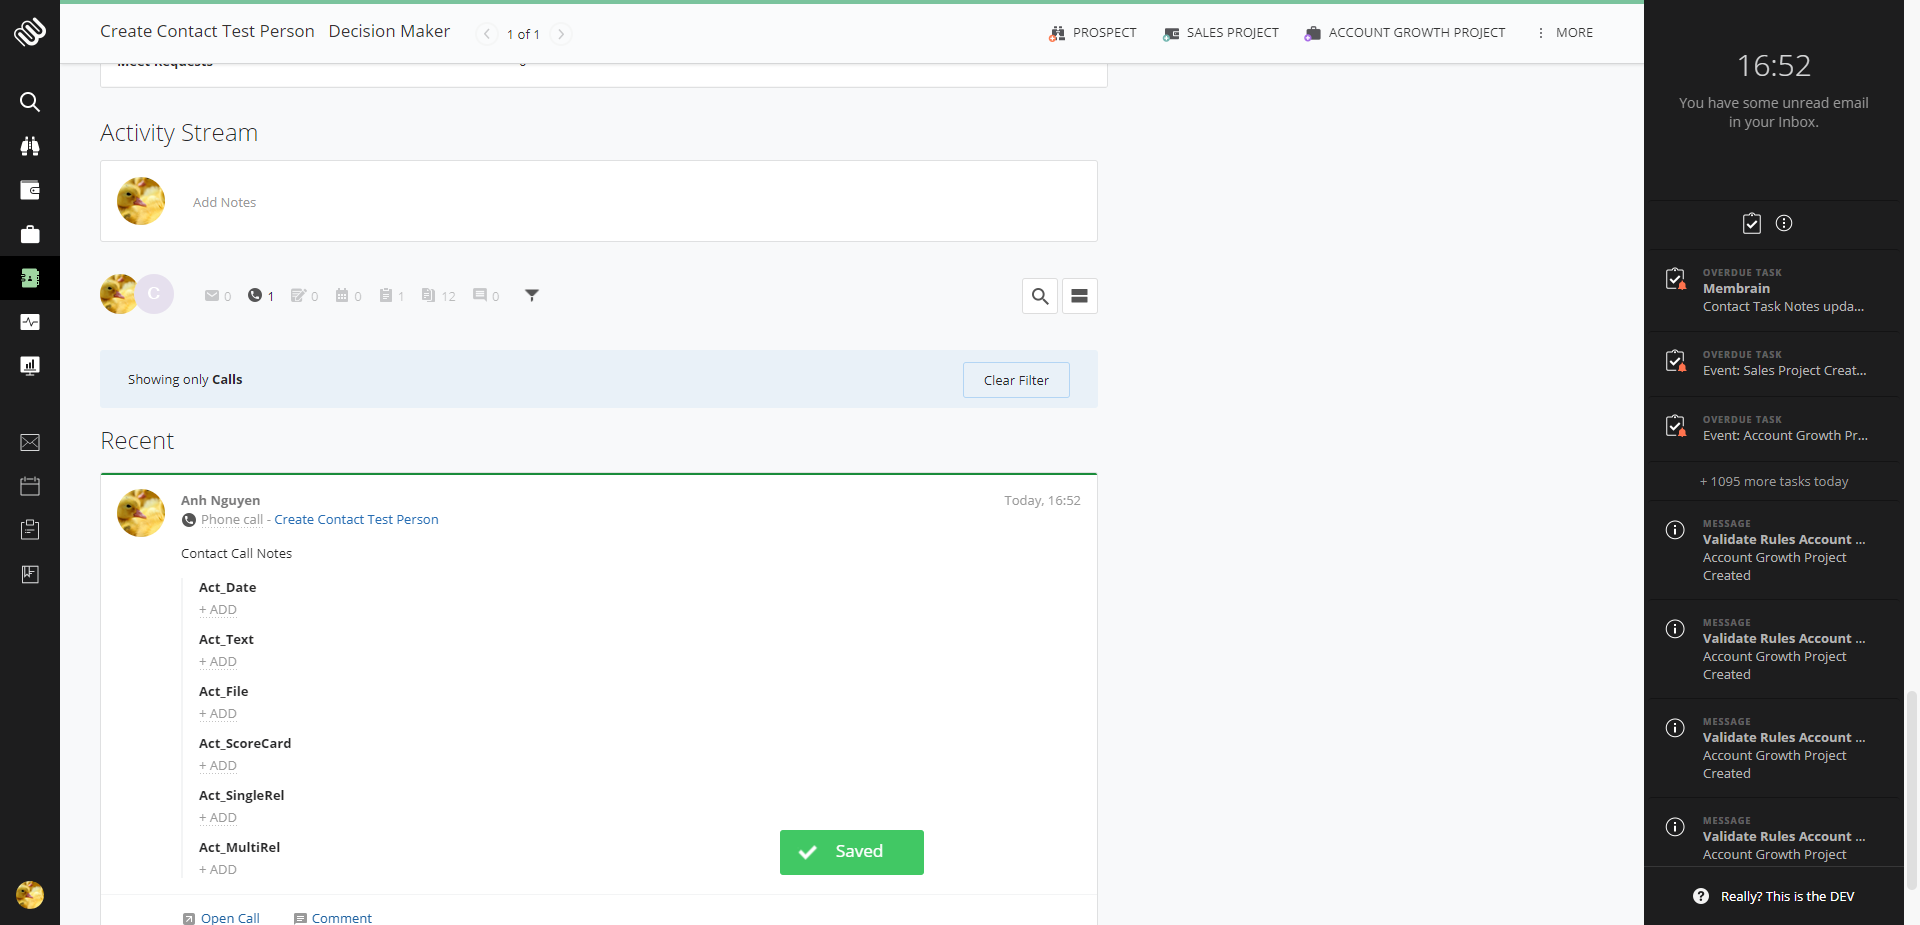 Create Contact Test Person Decision Maker
1 of 1
PROSPECT
SALES PROJECT
ACCOUNT GROWTH PROJECT
MORE
Meet Requests
Activity Stream
Add Notes
C
0
1
0
0
1
12
0
Showing only Calls
Clear Filter
Recent
Anh Nguyen
Today, 16:52
Phone call - Create Contact Test Person
Contact Call Notes
Act_Date
+ ADD
Act_Text
+ ADD
Act_File
+ ADD
Act_ScoreCard
+ ADD
Act_SingleRel
+ ADD
Act_MultiRel
+ ADD
Saved
Open Call
Comment
16:52
You have some unread email
in your Inbox.
OVERDUE TASK
Membrain
Contact Task Notes upda...
OVERDUE TASK
Event: Sales Project Creat...
OVERDUE TASK
Event: Account Growth Pr...
+ 1095 more tasks today
MESSAGE
Validate Rules Account ...
Account Growth Project
Created
MESSAGE
Validate Rules Account ...
Account Growth Project
Created
MESSAGE
Validate Rules Account ...
Account Growth Project
Created
MESSAGE
Validate Rules Account ...
Account Growth Project
Really? This is the DEV